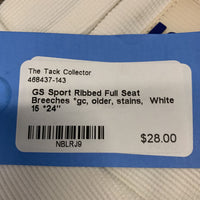 The Tack Collector
468437-143
GS Sport Ribbed Full Seat
Breeches *gc, older, stains, White
16 *24"
NBLRJ9
$28.00